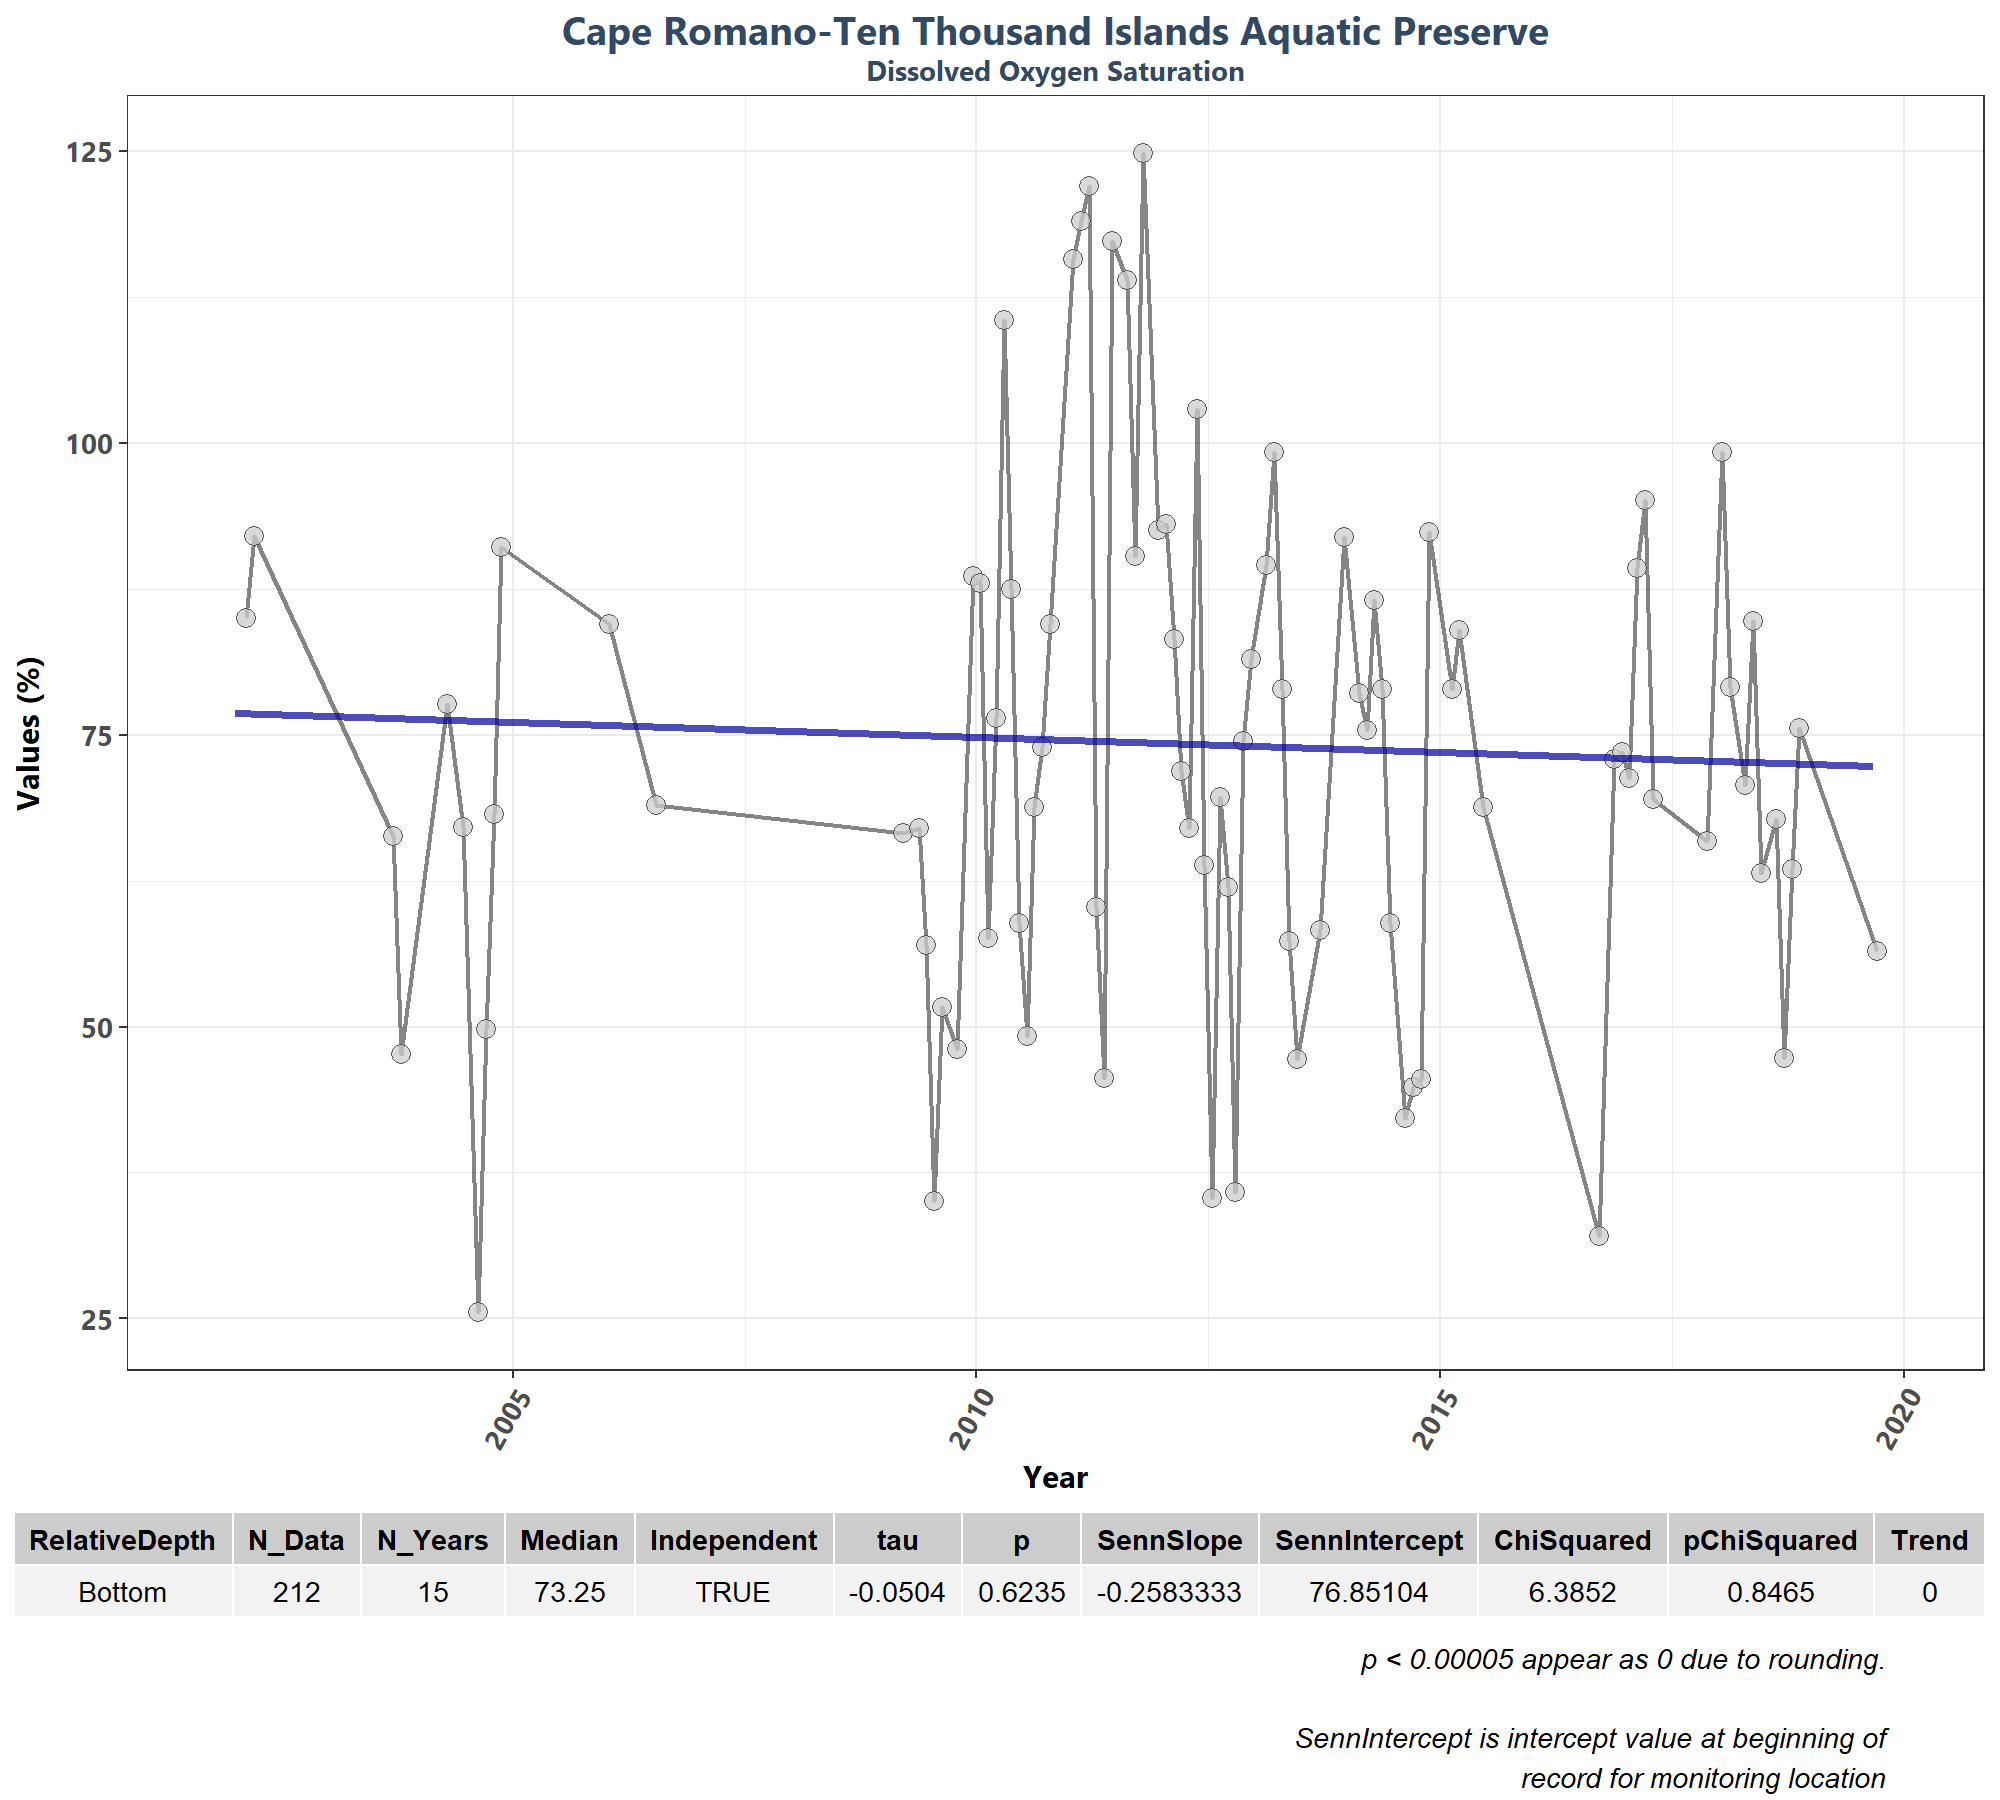 Cape Romano-Ten Thousand Islands Aquatic Preserve
Dissolved Oxygen Saturation
125
100
75
50
25
Values (%)
2005
2010
2015
2020
Year
RelativeDepth N_Data N_Years Median Independent tau p SennSlope SennIntercept ChiSquared pChiSquared Trend
Bottom 212 15 73.25 TRUE -0.0504 0.6235 -0.2583333 76.85104 6.3852 0.8465 0
p < 0.00005 appear as 0 due to rounding.
SennIntercept is intercept value at beginning of
record for monitoring location